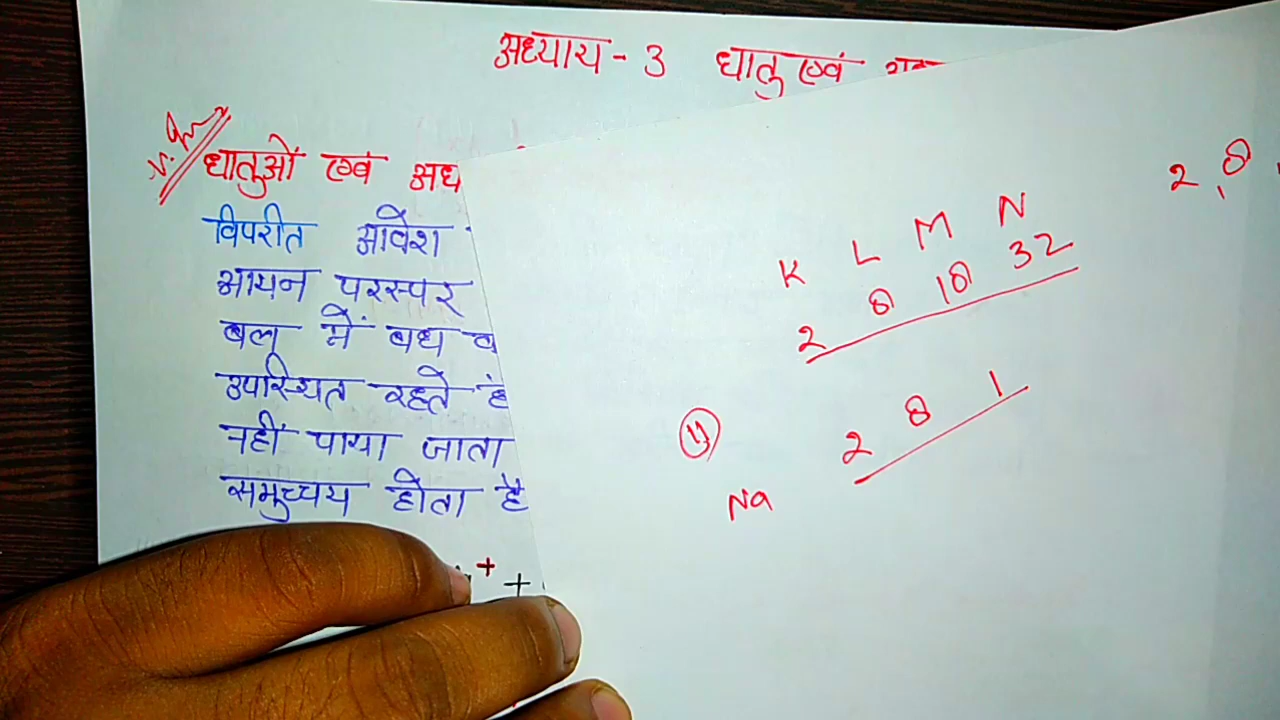 अध्याय - 3 धातु एवं
धातुओं एवं अध
विपरीत आवेश
आयन परस्पर
बल में बंध व
उपस्थित रहते है
नहीं पाया जाता
समुच्चय होता है
+ +
K L M N
2 8 18 32
2, 8,
11
2 8 1
Na